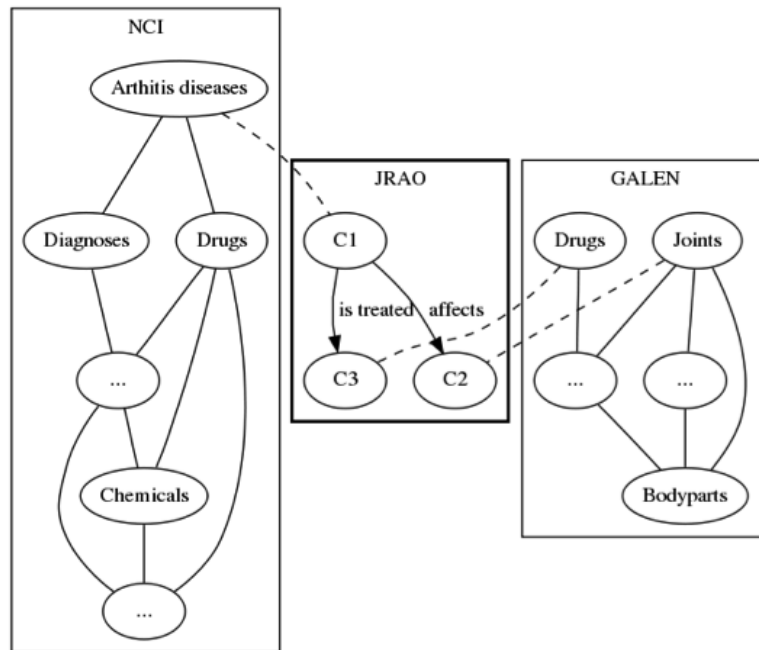 NCI
Arthitis diseases
Diagnoses
Drugs
...
Chemicals
...
JRAO
C1
is treated
affects
C3
C2
GALEN
Drugs
Joints
...
...
Bodyparts